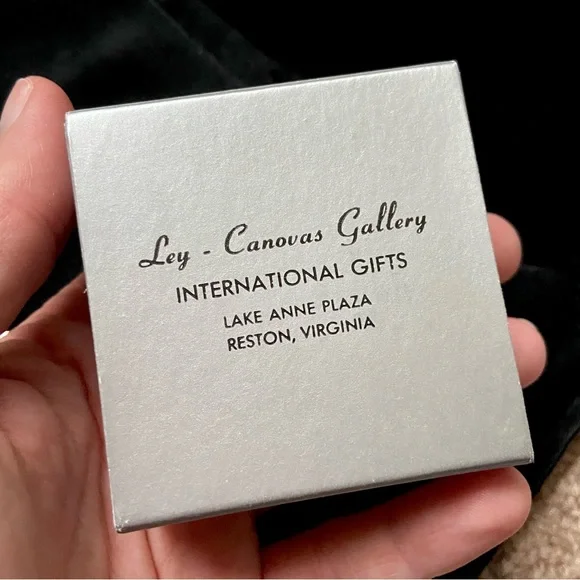 Ley - Canovas Gallery
INTERNATIONAL GIFTS
LAKE ANNE PLAZA
RESTON, VIRGINIA